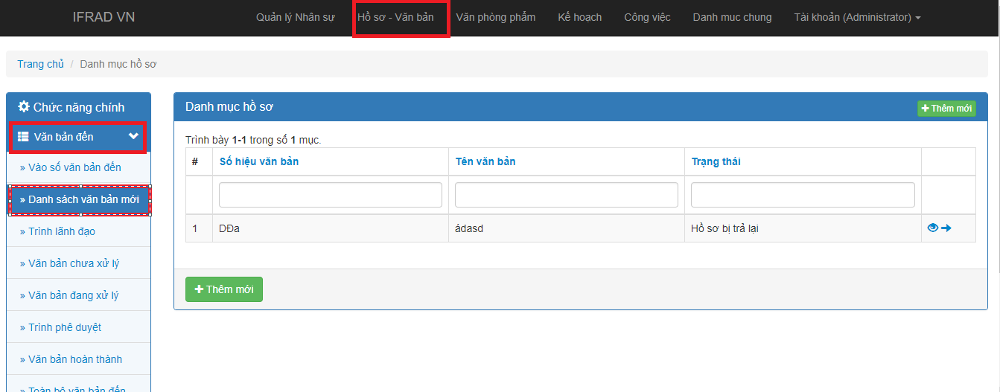 IFRAD VN Quản lý Nhân sự Hồ sơ - Văn bản Văn phòng phẩm Kế hoạch Công việc Danh muc chung Tài khoản (Administrator)
Trang chủ / Danh mục hồ sơ
Chức năng chính
Văn bản đến
» Vào số văn bản đến
» Danh sách văn bản mới
» Trình lãnh đạo
» Văn bản chưa xử lý
» Văn bản đang xử lý
» Trình phê duyệt
» Văn bản hoàn thành
» Toàn bộ văn bản đến
Danh mục hồ sơ Thêm mới
Trình bày 1-1 trong số 1 mục.
# Số hiệu văn bản Tên văn bản Trạng thái
1 DĐa ádasd Hồ sơ bị trả lại
Thêm mới